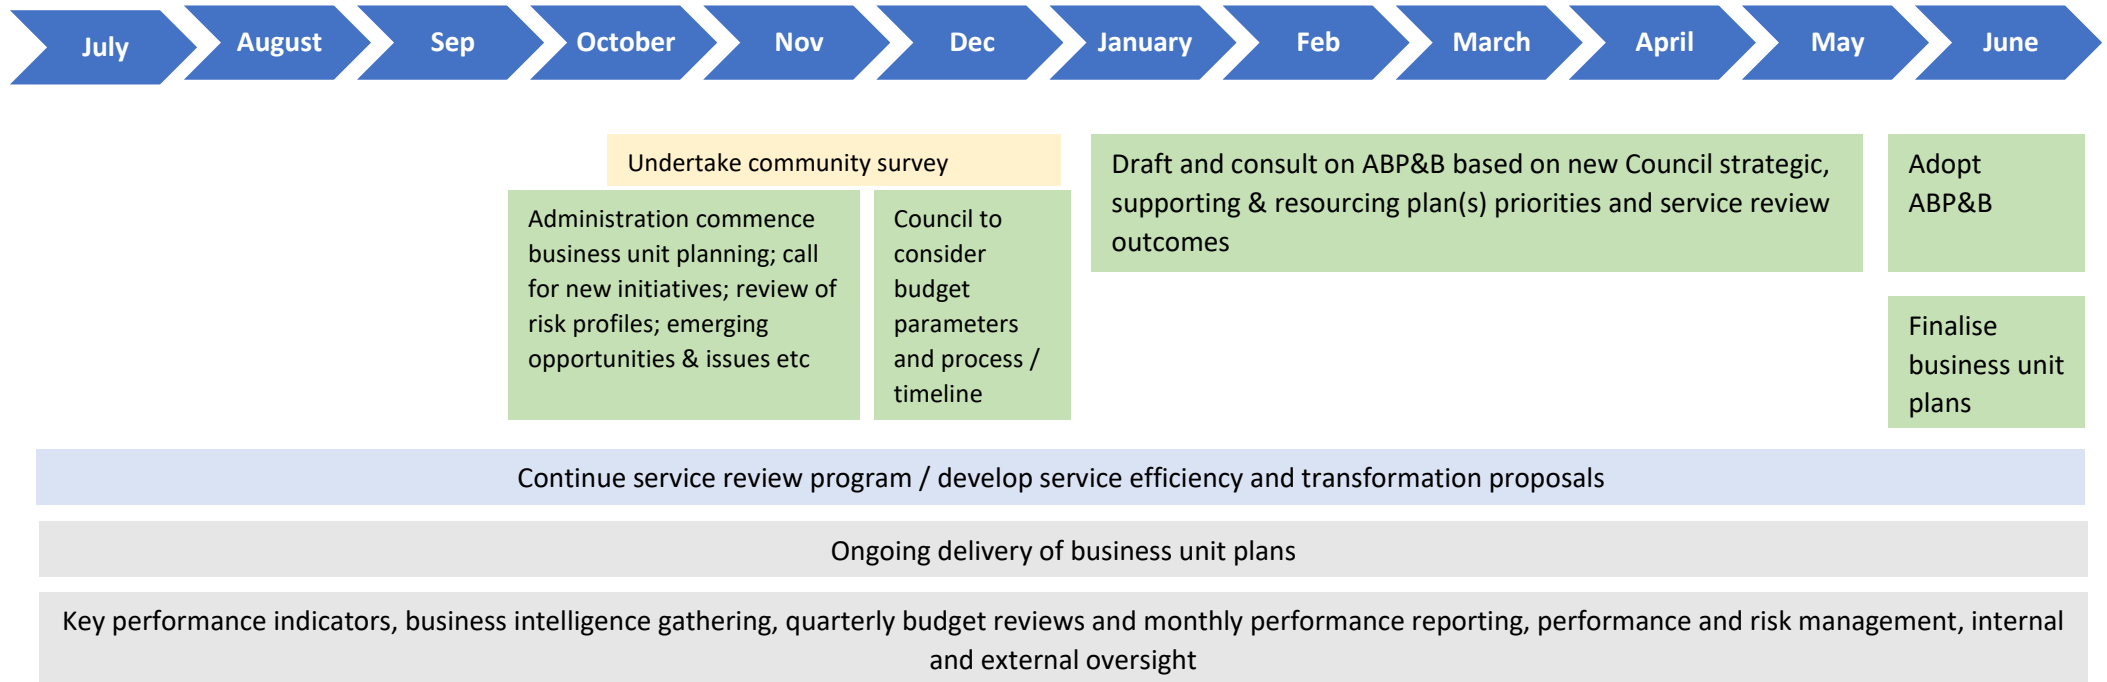 July
August
Sep
October
Nov
Dec
January
Feb
March
April
May
June
Undertake community survey
Administration commence
business unit planning; call
for new initiatives; review of
risk profiles; emerging
opportunities & issues etc
Council to
consider
budget
parameters
and process /
timeline
Draft and consult on ABP&B based on new Council strategic,
supporting & resourcing plan(s) priorities and service review
outcomes
Adopt
ABP&B
Finalise
business unit
plans
Continue service review program / develop service efficiency and transformation proposals
Ongoing delivery of business unit plans
Key performance indicators, business intelligence gathering, quarterly budget reviews and monthly performance reporting, performance and risk management, internal
and external oversight